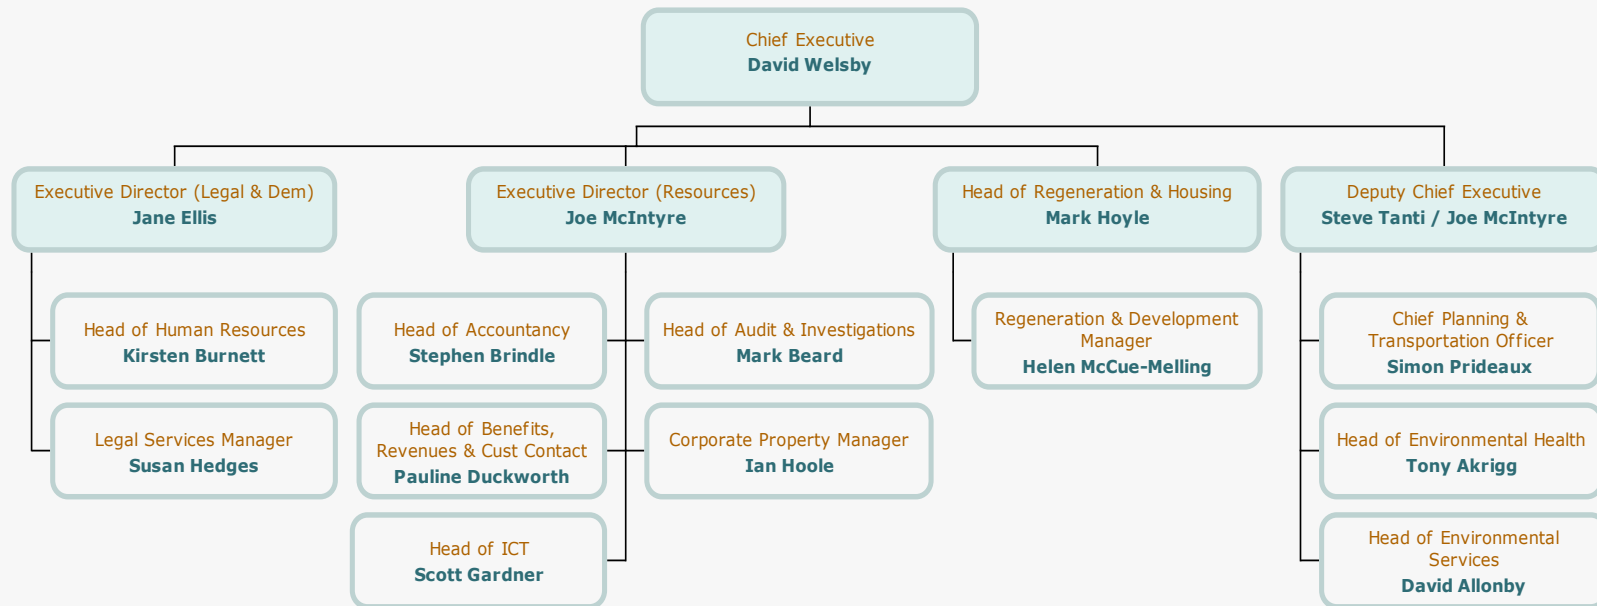 Chief Executive
David Welsby
Executive Director (Legal & Dem)
Jane Ellis
Executive Director (Resources)
Joe McIntyre
Head of Regeneration & Housing
Mark Hoyle
Deputy Chief Executive
Steve Tanti / Joe McIntyre
Head of Human Resources
Kirsten Burnett
Head of Accountancy
Stephen Brindle
Head of Audit & Investigations
Mark Beard
Regeneration & Development
Manager
Helen McCue-Melling
Chief Planning &
Transportation Officer
Simon Prideaux
Legal Services Manager
Susan Hedges
Head of Benefits,
Revenues & Cust Contact
Pauline Duckworth
Corporate Property Manager
Ian Hoole
Head of Environmental Health
Tony Akrigg
Head of ICT
Scott Gardner
Head of Environmental
Services
David Allonby